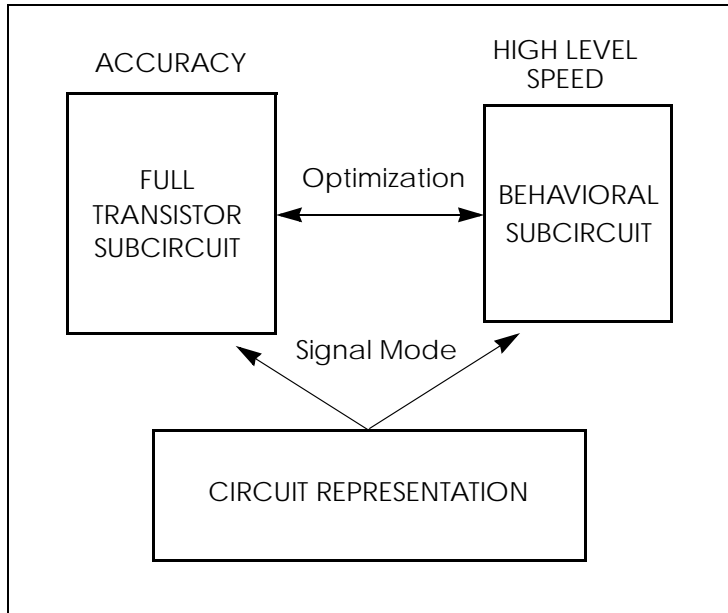 ACCURACY
HIGH LEVEL
SPEED
FULL
TRANSISTOR
SUBCIRCUIT
Optimization
BEHAVIORAL
SUBCIRCUIT
Signal Mode
CIRCUIT REPRESENTATION